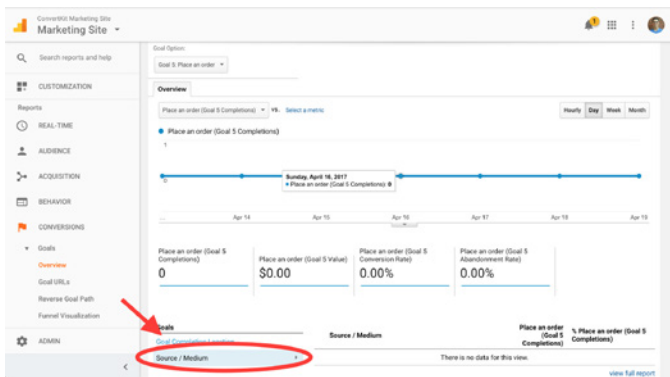 ConvertKit Marketing Site
Marketing Site
1
Search reports and help
CUSTOMIZATION
Reports
REAL-TIME
AUDIENCE
ACQUISITION
BEHAVIOR
CONVERSIONS
Goals
Overview
Goal URLs
Reverse Goal Path
Funnel Visualization
ADMIN
Goal Option:
Goal 5: Place an order
Overview
Place an order (Goal 5 Completions) VS. Select a metric
Hourly Day Week Month
Place an order (Goal 5 Completions)
1
0
Sunday, April 16, 2017
Place an order (Goal 5 Completions): 0
... Apr 14 Apr 15 Apr 16 Apr 17 Apr 18 Apr 19
Place an order (Goal 5 Completions)
0
Place an order (Goal 5 Value)
$0.00
Place an order (Goal 5 Conversion Rate)
0.00%
Place an order (Goal 5 Abandonment Rate)
0.00%
Goals
Goal Completion Location
Source / Medium
Source / Medium
Place an order (Goal 5 Completions)
% Place an order (Goal 5 Completions)
There is no data for this view.
view full report